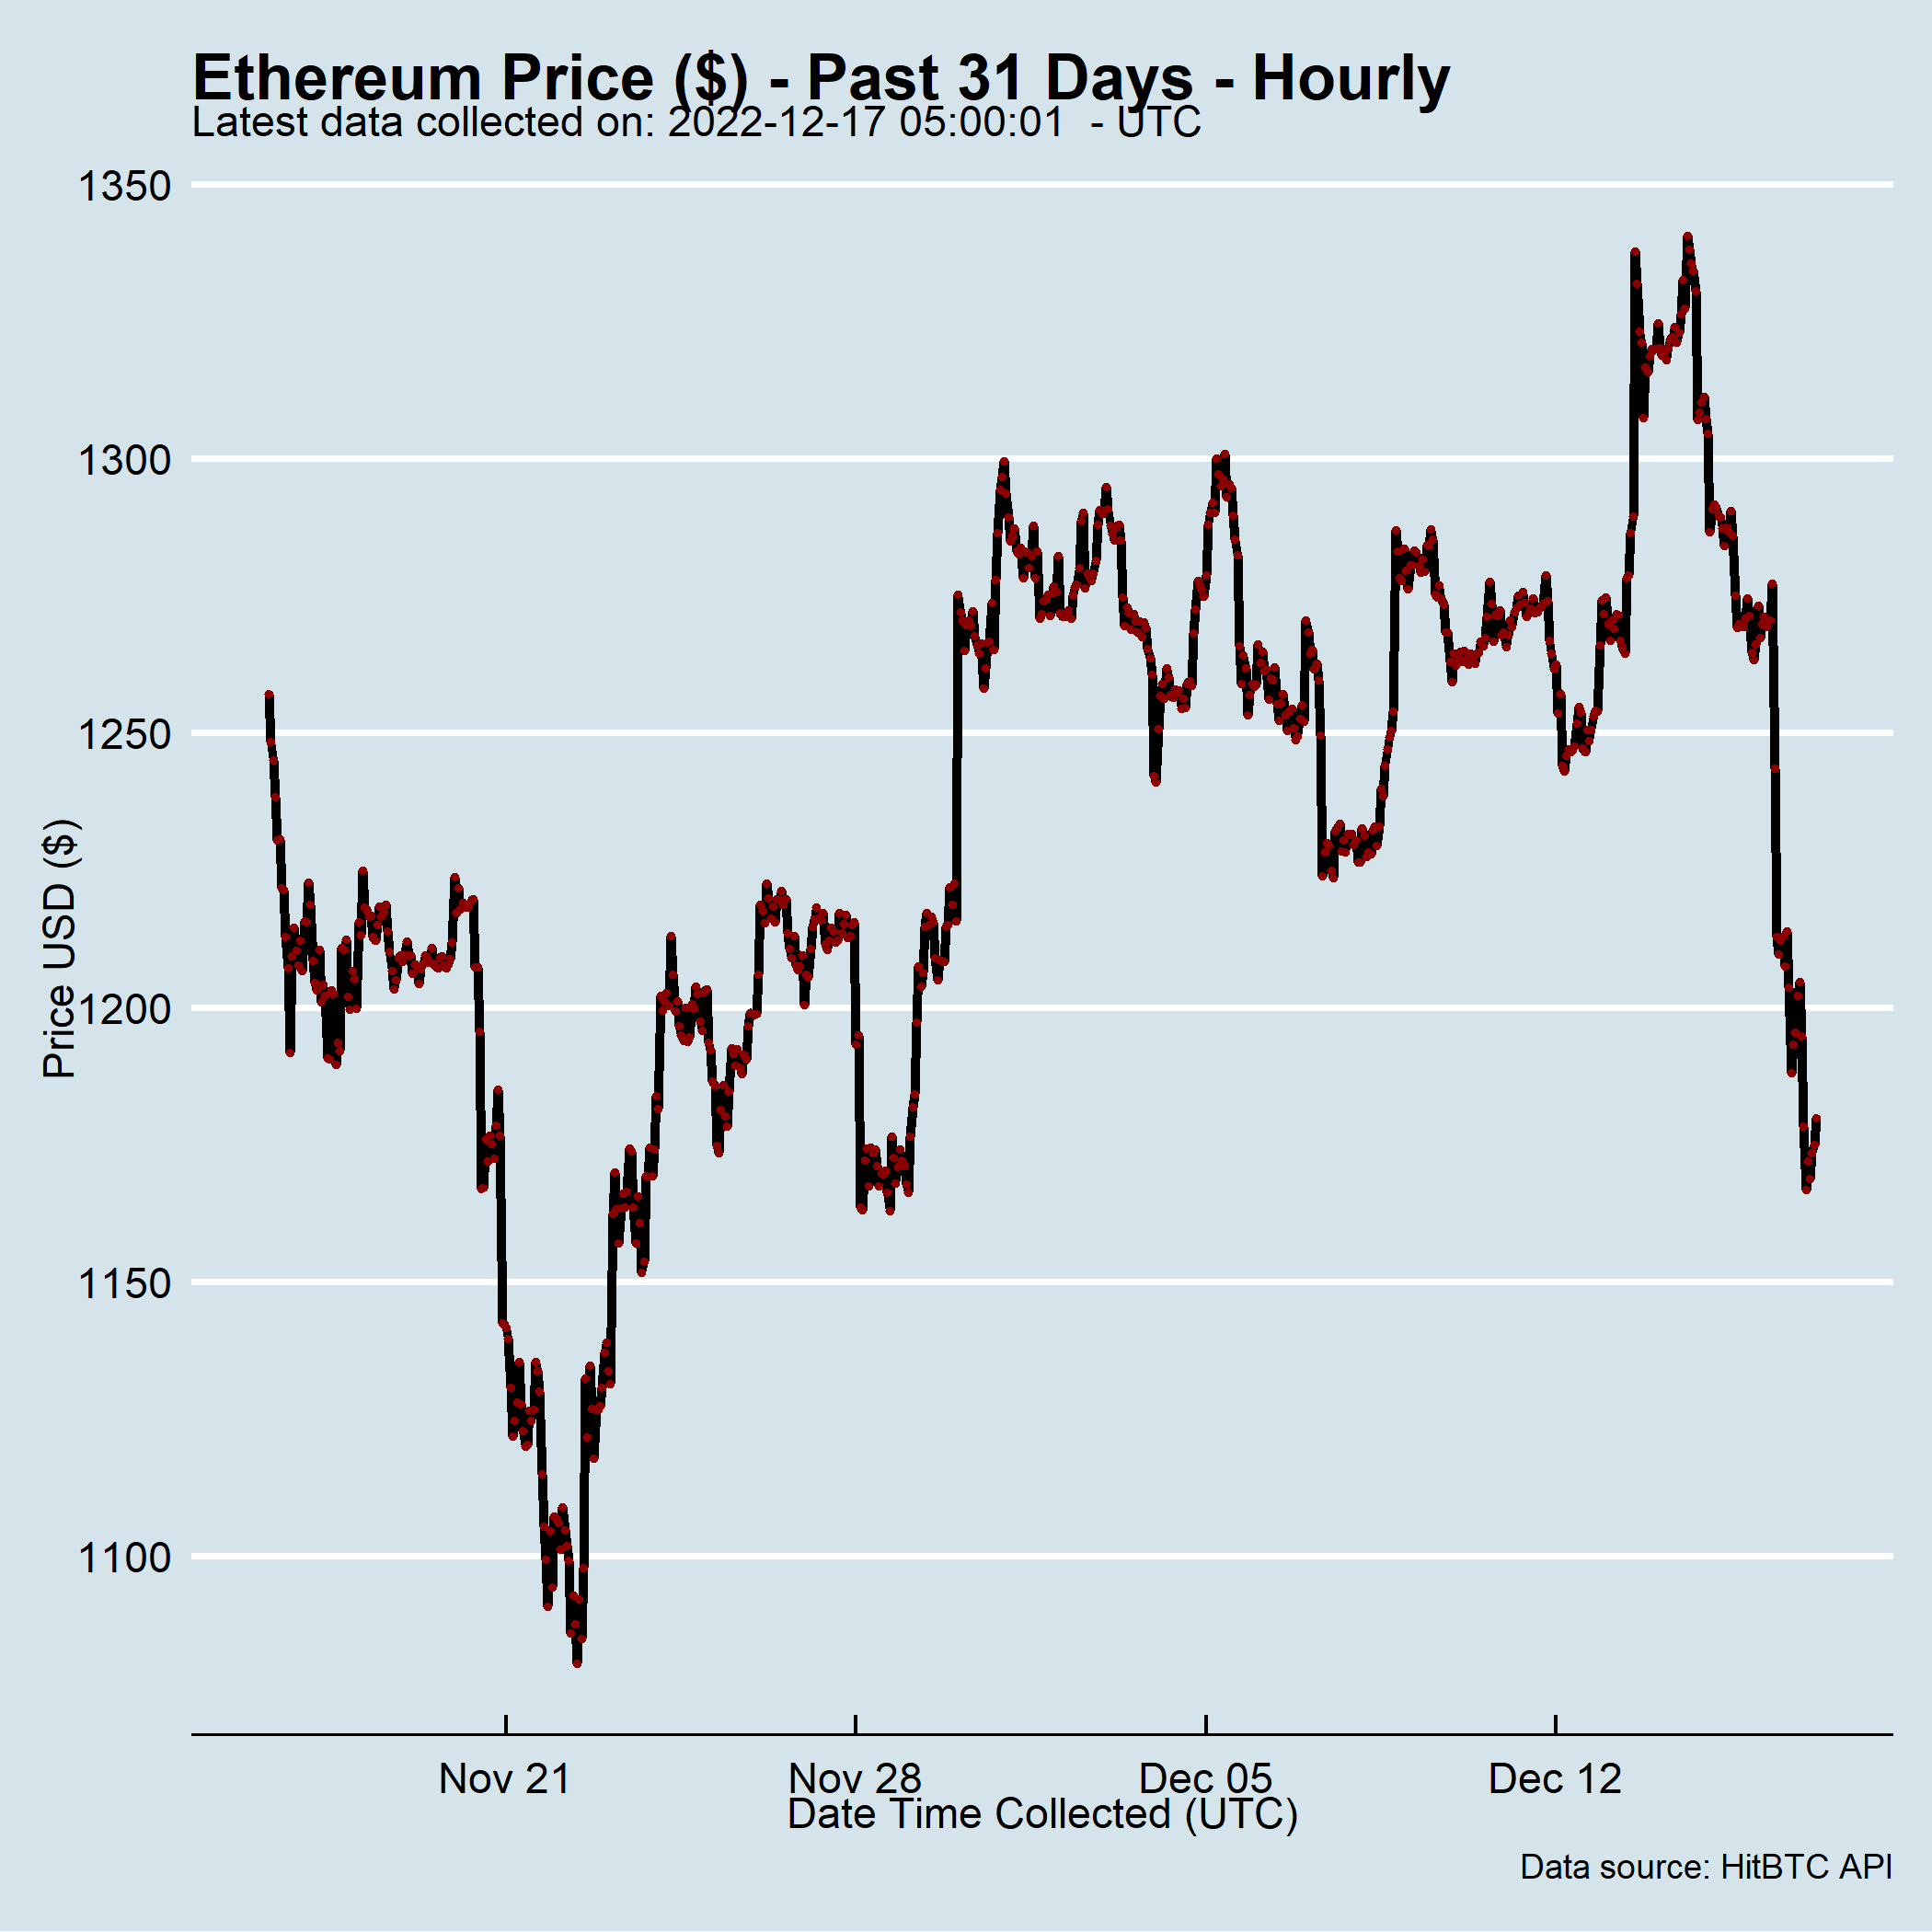 Ethereum Price ($) - Past 31 Days - Hourly
Latest data collected on: 2022-12-17 05:00:01  - UTC
Price USD ($)
1350
1300
1250
1200
1150
1100
Nov 21 Nov 28 Dec 05 Dec 12
Date Time Collected (UTC)
Data source: HitBTC API